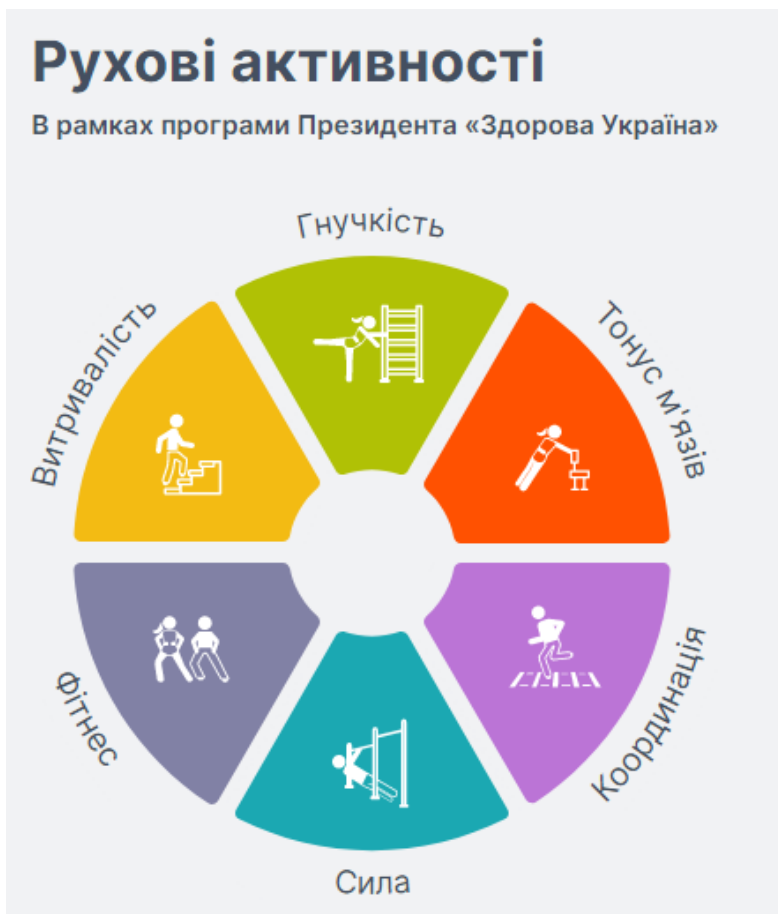 Рухові активності
В рамках програми Президента «Здорова Україна»
Гнучкість
Витривалість
Тонус м'язів
Фітнес
Координація
Сила